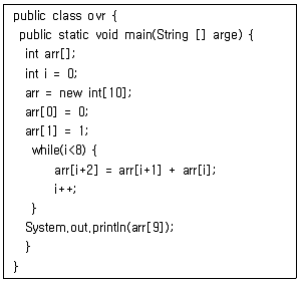 public class ovr {
public static void main(String [] arge) {
int arr[];
int i = 0;
arr = new int[10];
arr[0] = 0;
arr[1] = 1;
while(i<8) {
arr[i+2] = arr[i+1] + arr[i];
i++;
}
System.out.println(arr[9]);
}
}